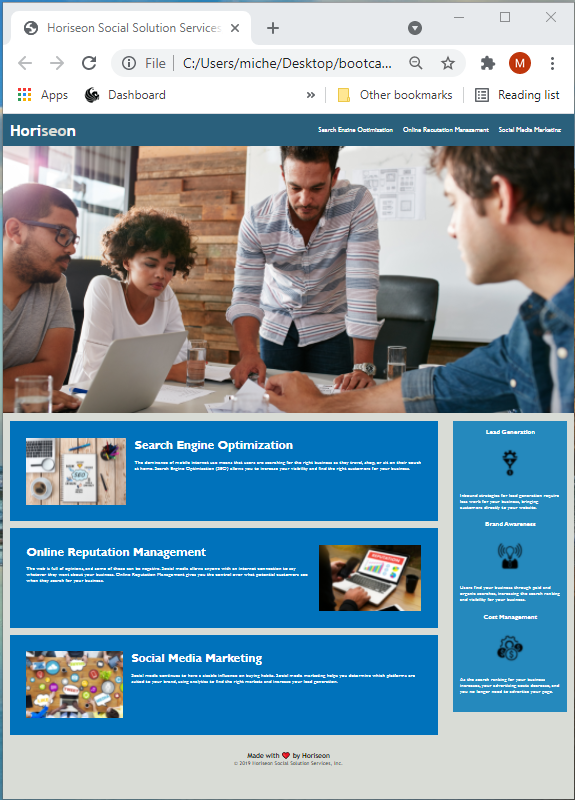 Horiseon Social Solution Services
File
C:/Users/miche/Desktop/bootca...
M
Apps
Dashboard
»
Other bookmarks
Reading list
Horiseon
Search Engine Optimization
Online Reputation Management
Social Media Marketing
Search Engine Optimization
The dominance of mobile internet use means that users are searching for the right business as they travel, shop, or sit on their couch
at home. Search Engine Optimization (SEO) allows you to increase your visibility and find the right customers for your business.
Online Reputation Management
The web is full of opinions, and some of these can be negative. Social media allows anyone with an internet connection to say
whatever they want about your business. Online Reputation Management gives you the control over what potential customers see
when they search for your business.
Social Media Marketing
Social media continues to have a sizable influence on buying habits. Social media marketing helps you determine which platforms are
suited to your brand, using analytics to find the right markets and increase your lead generation.
Lead Generation
Inbound strategies for lead generation require
less work for your business, bringing
customers directly to your website.
Brand Awareness
Users find your business through paid and
organic searches, increasing the search ranking
and visibility for your business.
Cost Management
As the search ranking for your business
increases, your advertising costs decrease, and
you no longer need to advertise your page.
Made with ❤️ by Horiseon
© 2019 Horiseon Social Solution Services, Inc.